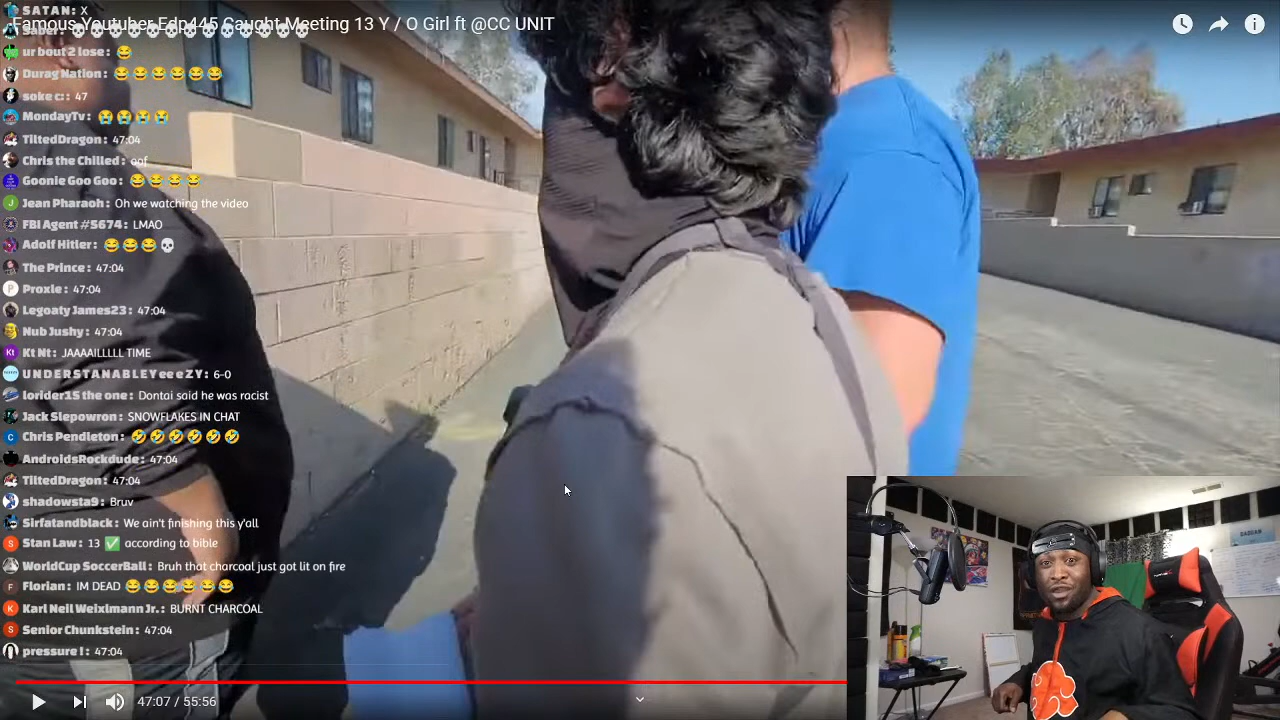 SATAN: X
Famous Youtuber Edp445 Caught Meeting 13 Y / O Girl ft @CC UNIT
Saber: 💀💀💀💀💀💀💀💀💀💀💀💀💀
ur bout 2 lose: 😂
Durag Nation: 😂😂😂😂😂😂
soke c:: 47
MondayTv: 😭😭😭😭
TiltedDragon: 47:04
Chris the Chilled: oof
Goonie Goo Goo: 😂😂😂😂
Jean Pharaoh: Oh we watching the video
FBI Agent #5674: LMAO
Adolf Hitler: 😂😂😂💀
The Prince: 47:04
Proxie: 47:04
Legoaty James23: 47:04
Nub Jushy: 47:04
Kt Nt: JAAAAILLLLL TIME
UNDERSTANABLEYeeeZY: 6-0
lorider15 the one: Dontai said he was racist
Jack Slepowron: SNOWFLAKES IN CHAT
Chris Pendleton: 🤣🤣🤣🤣🤣🤣
AndroidsRockdude: 47:04
TiltedDragon: 47:04
shadowsta9: Bruv
Sirfatandblack: We ain't finishing this y'all
Stan Law: 13 ✅ according to bible
WorldCup SoccerBall: Bruh that charcoal just got lit on fire
Florian: IM DEAD 😂😂😂😂😂😂
Karl Neil Weixlmann Jr.: BURNT CHARCOAL
Senior Chunkstein: 47:04
pressure!: 47:04
47:07 / 55:56